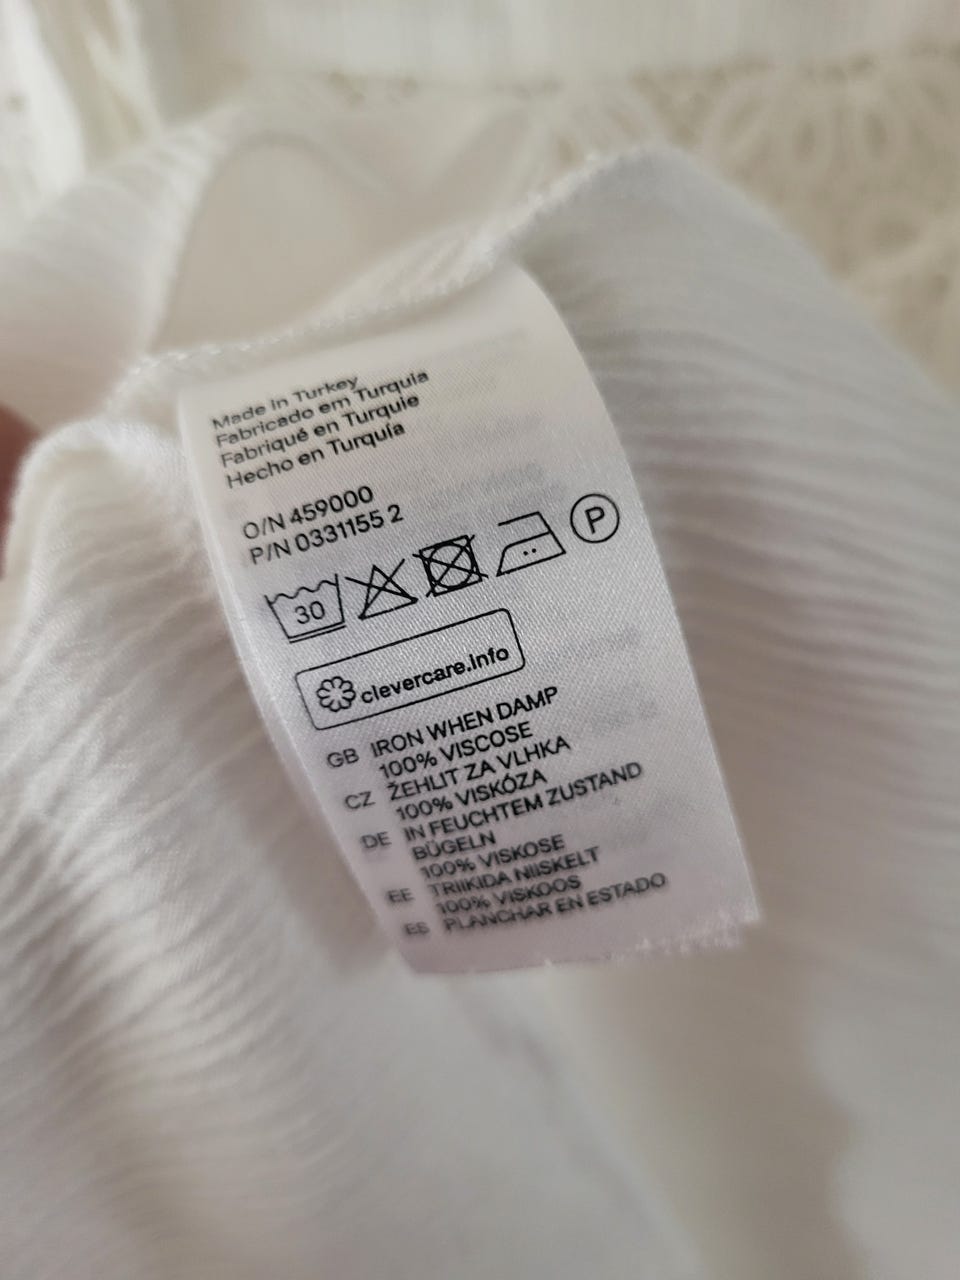 Made in Turkey
Fabricado em Turquia
Fabriqué en Turquie
Hecho en Turquía
O/N 459000
P/N 0331155 2
30
P
clevercare.info
GB IRON WHEN DAMP
100% VISCOSE
CZ ŽEHLIT ZA VLHKA
100% VISKÓZA
DE IN FEUCHTEM ZUSTAND
BÜGELN
100% VISKOSE
EE TRIIKIDA NIISKELT
100% VISKOOS
ES PLANCHAR EN ESTADO